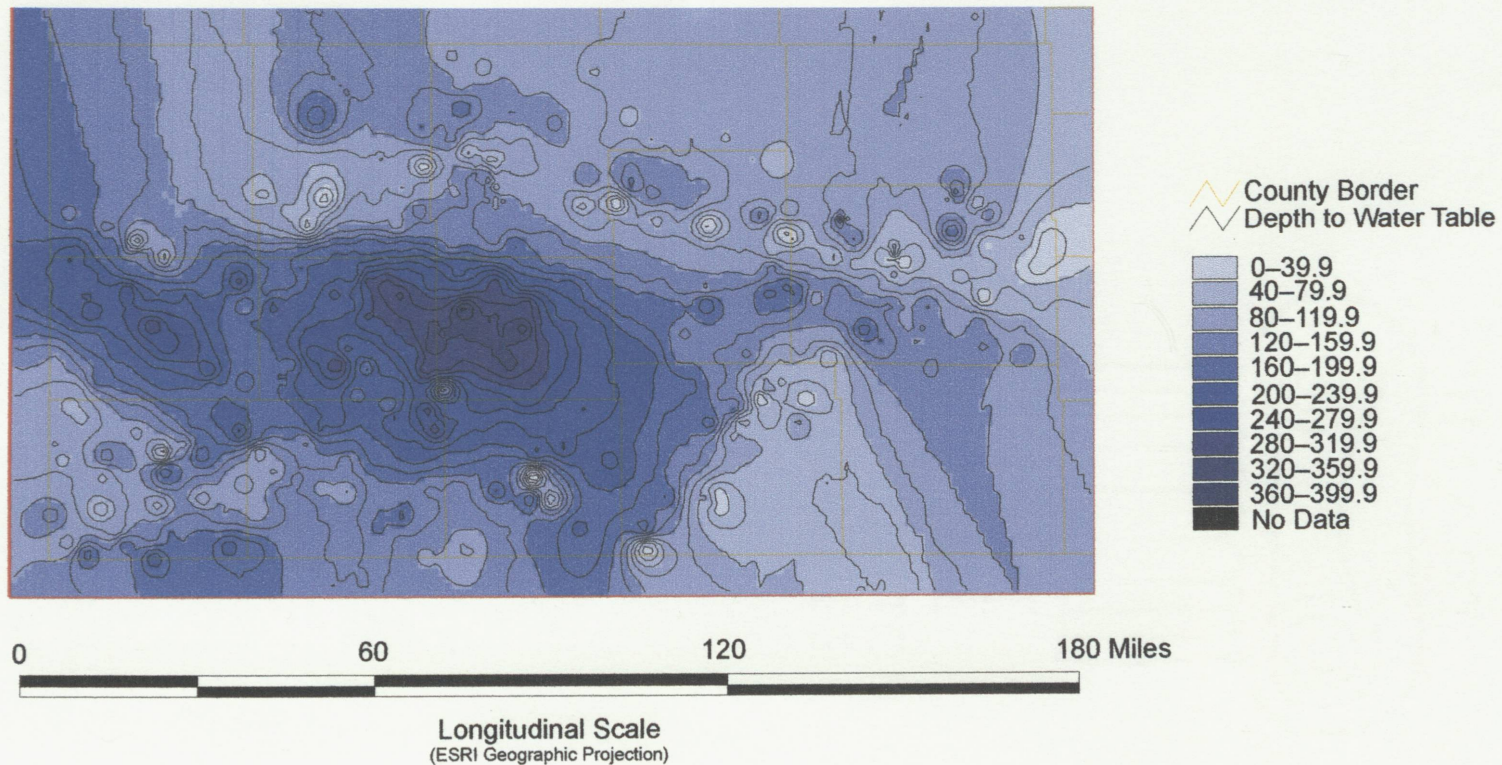 County Border
Depth to Water Table
0–39.9
40–79.9
80–119.9
120–159.9
160–199.9
200–239.9
240–279.9
280–319.9
320–359.9
360–399.9
No Data
0 60 120 180 Miles
Longitudinal Scale
(ESRI Geographic Projection)